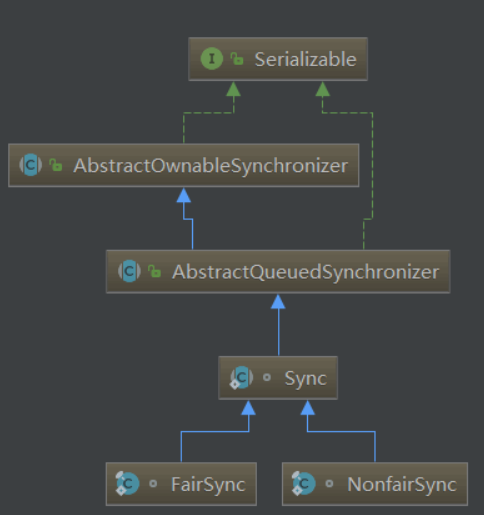 Serializable
AbstractOwnableSynchronizer
AbstractQueuedSynchronizer
Sync
FairSync
NonfairSync